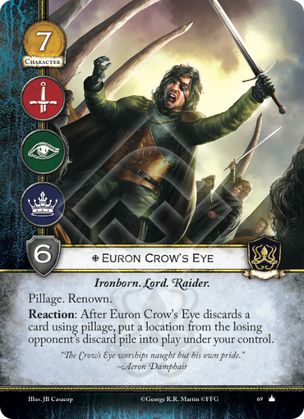 7
CHARACTER
6
EURON CROW'S EYE
Ironborn. Lord. Raider.
Pillage. Renown.
Reaction: After Euron Crow's Eye discards a
card using pillage, put a location from the losing
opponent's discard pile into play under your control.
"The Crow's Eye worships naught but his own pride."
–Aeron Damphair
Illus. JB Casacop
©George R.R. Martin ©FFG
69